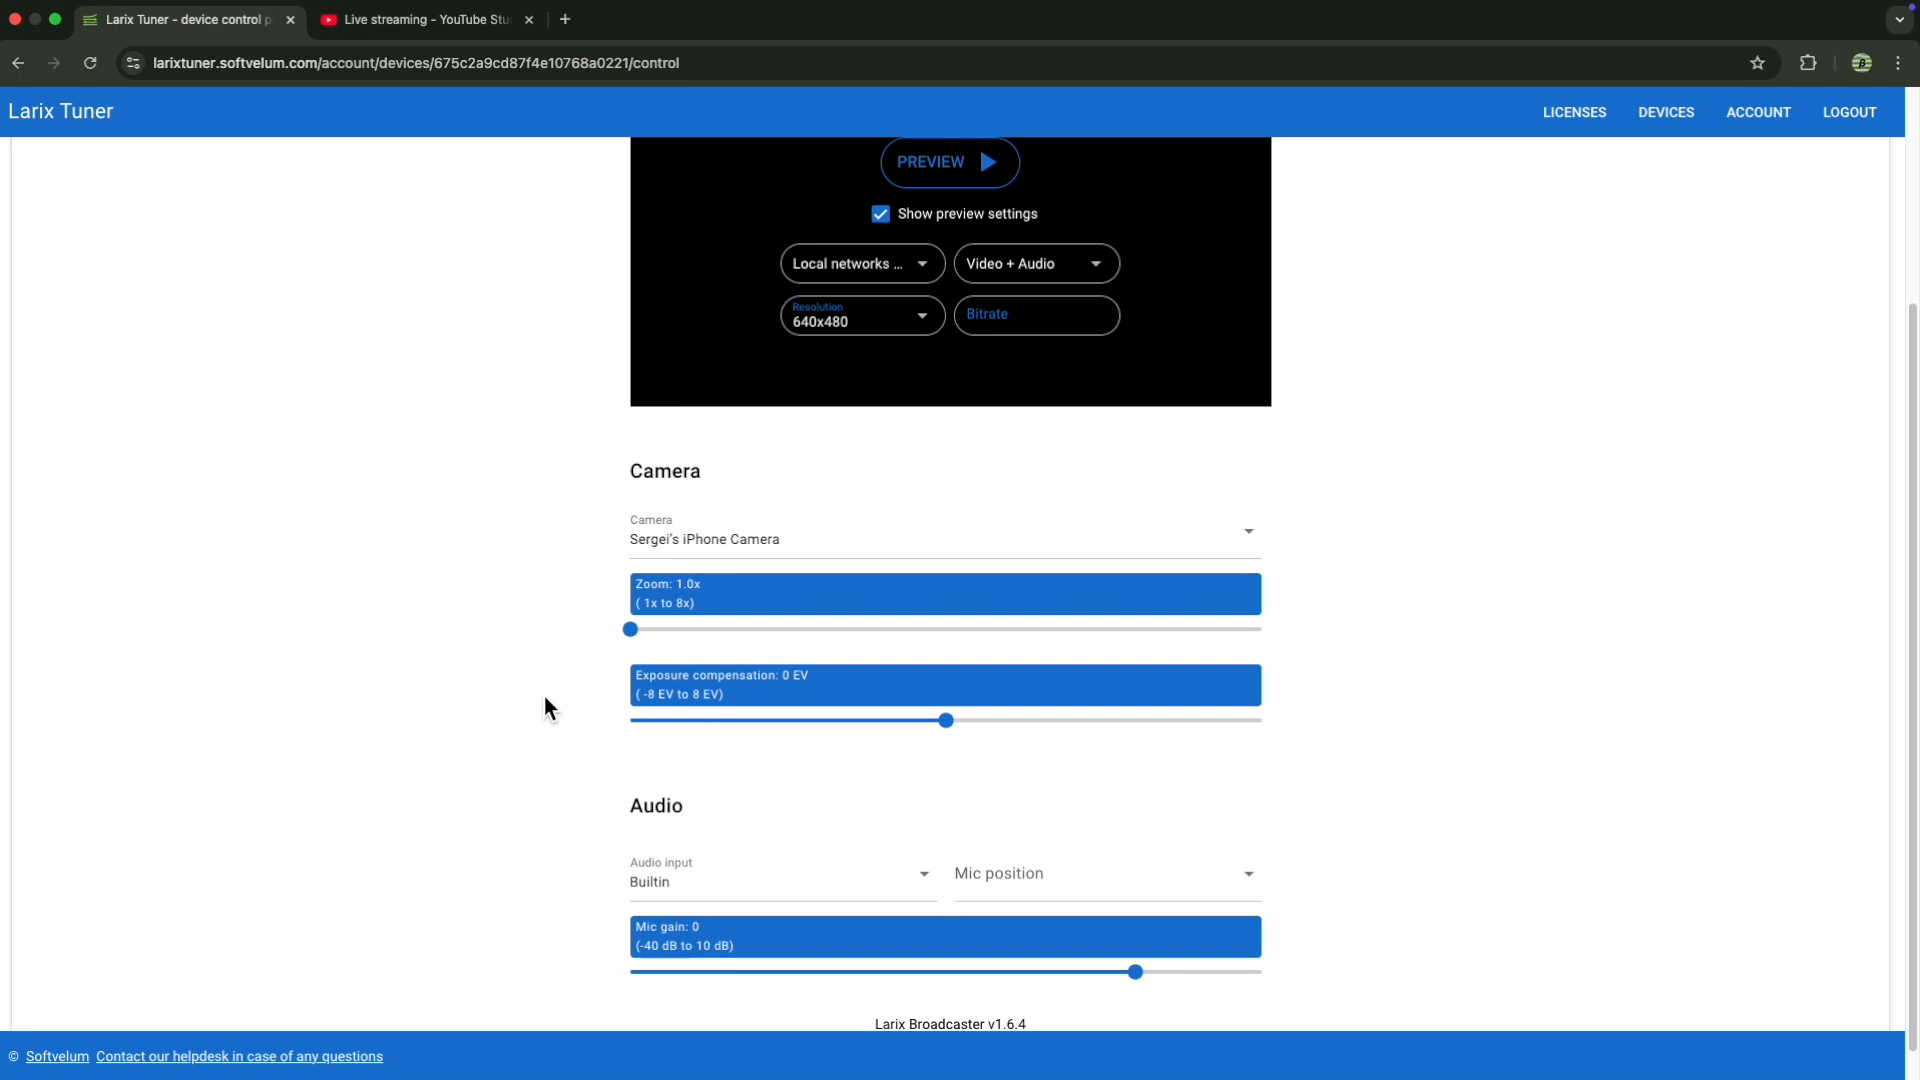 Larix Tuner - device control p
Live streaming - YouTube Stu
larixtuner.softvelum.com/account/devices/675c2a9cd87f4e10768a0221/control
Larix Tuner
LICENSES
DEVICES
ACCOUNT
LOGOUT
PREVIEW
Show preview settings
Local networks ...
Video + Audio
Resolution
640x480
Bitrate
Camera
Camera
Sergei's iPhone Camera
Zoom: 1.0x
( 1x to 8x)
Exposure compensation: 0 EV
( -8 EV to 8 EV)
Audio
Audio input
Builtin
Mic position
Mic gain: 0
(-40 dB to 10 dB)
Larix Broadcaster v1.6.4
© Softvelum Contact our helpdesk in case of any questions